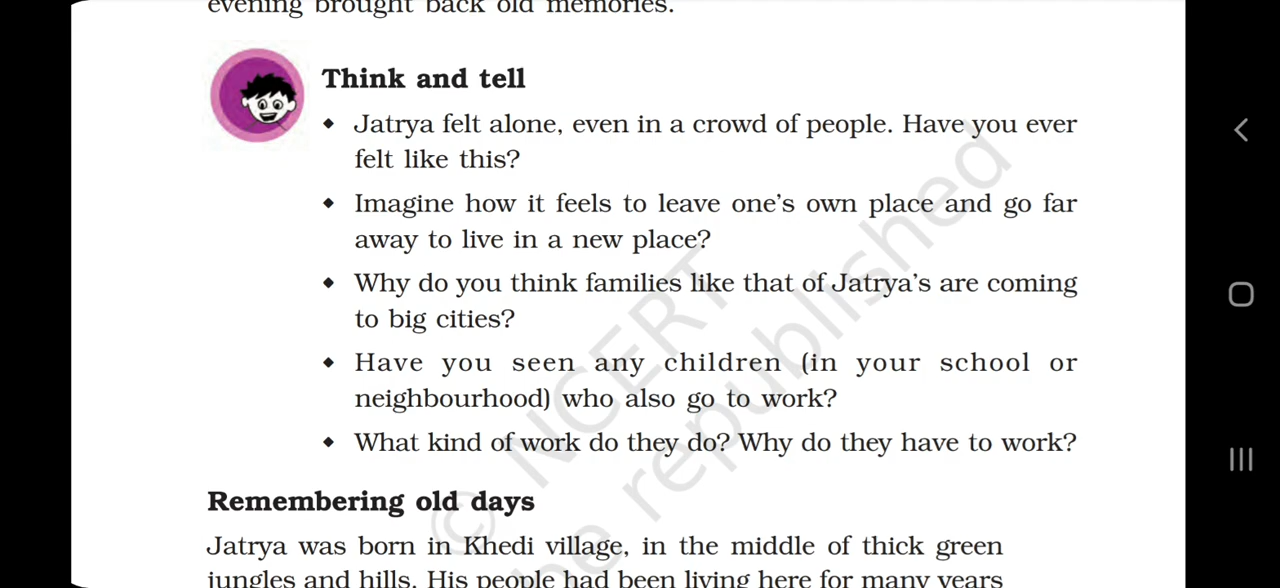 evening brought back old memories.
Think and tell
♦ Jatrya felt alone, even in a crowd of people. Have you ever
felt like this?
♦ Imagine how it feels to leave one's own place and go far
away to live in a new place?
♦ Why do you think families like that of Jatrya's are coming
to big cities?
♦ Have you seen any children (in your school or
neighbourhood) who also go to work?
♦ What kind of work do they do? Why do they have to work?
Remembering old days
Jatrya was born in Khedi village, in the middle of thick green
jungles and hills. His people had been living here for many years
© NCERT
be republished